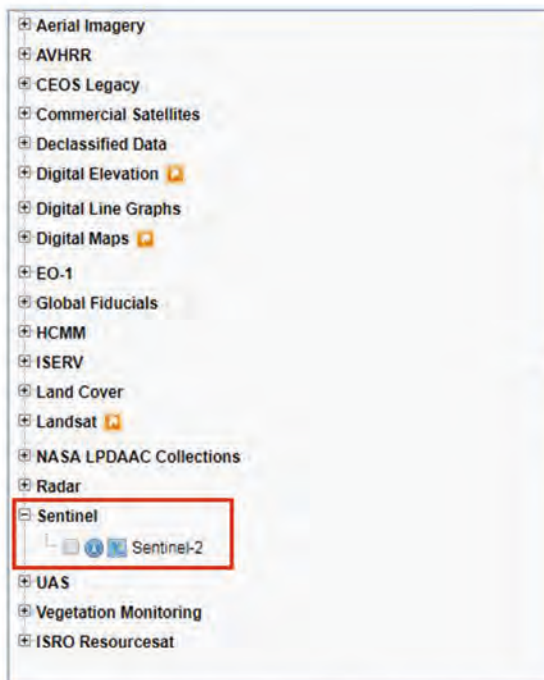 Aerial Imagery
AVHRR
CEOS Legacy
Commercial Satellites
Declassified Data
Digital Elevation
Digital Line Graphs
Digital Maps
EO-1
Global Fiducials
HCMM
ISERV
Land Cover
Landsat
NASA LPDAAC Collections
Radar
Sentinel
Sentinel-2
UAS
Vegetation Monitoring
ISRO Resourcesat